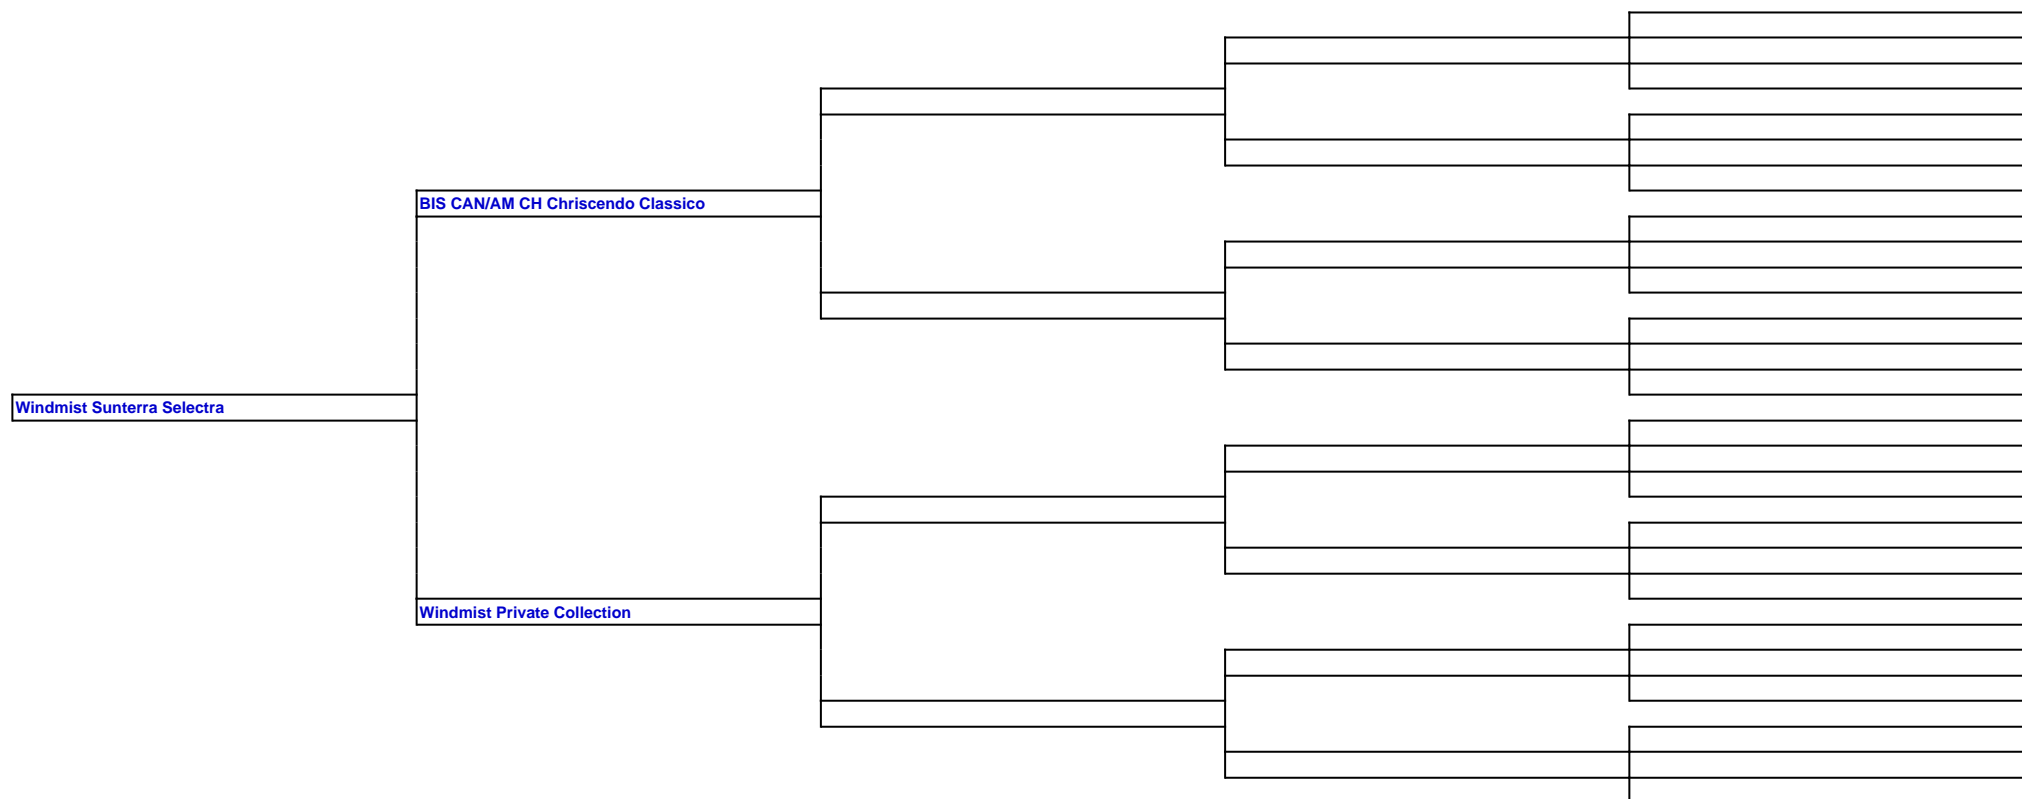 BIS CAN/AM CH Chriscendo Classico
Windmist Sunterra Selectra
Windmist Private Collection